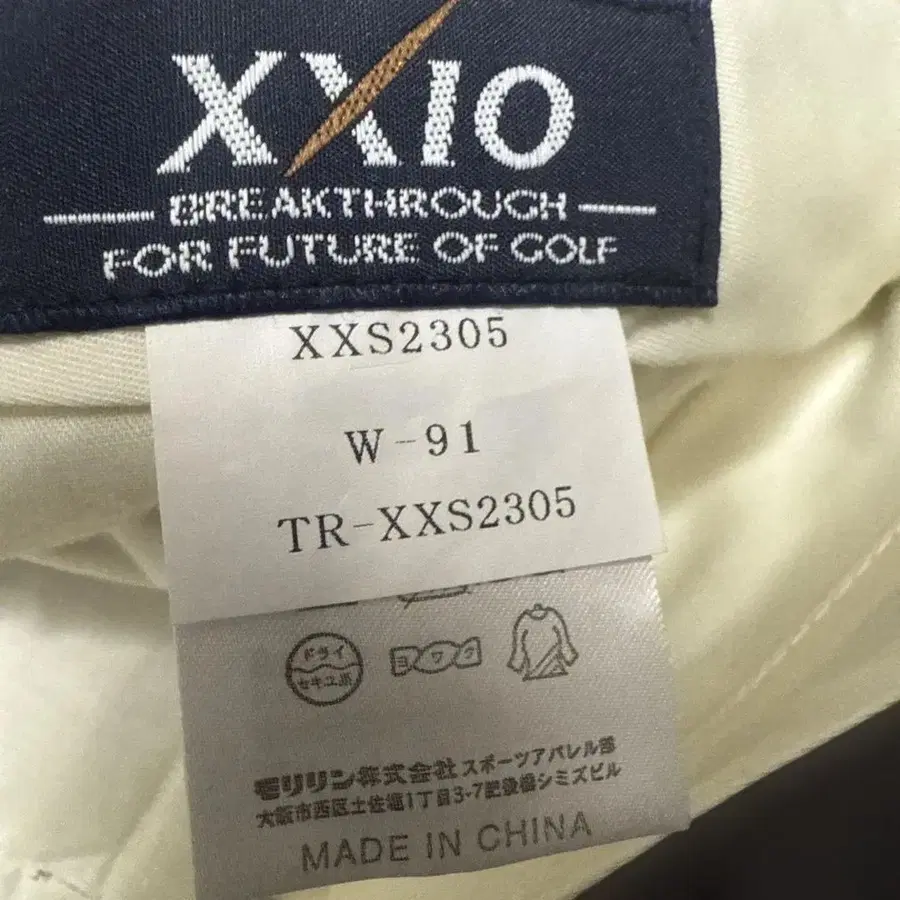 XXIO
BREAKTHROUGH
FOR FUTURE OF GOLF
XXS2305
W-91
TR-XXS2305
ドライ
セキユ系
ヨワク
モリリン株式会社 スポーツアパレル部
大阪市西区土佐堀1丁目3-7肥後橋シミズビル
MADE IN CHINA